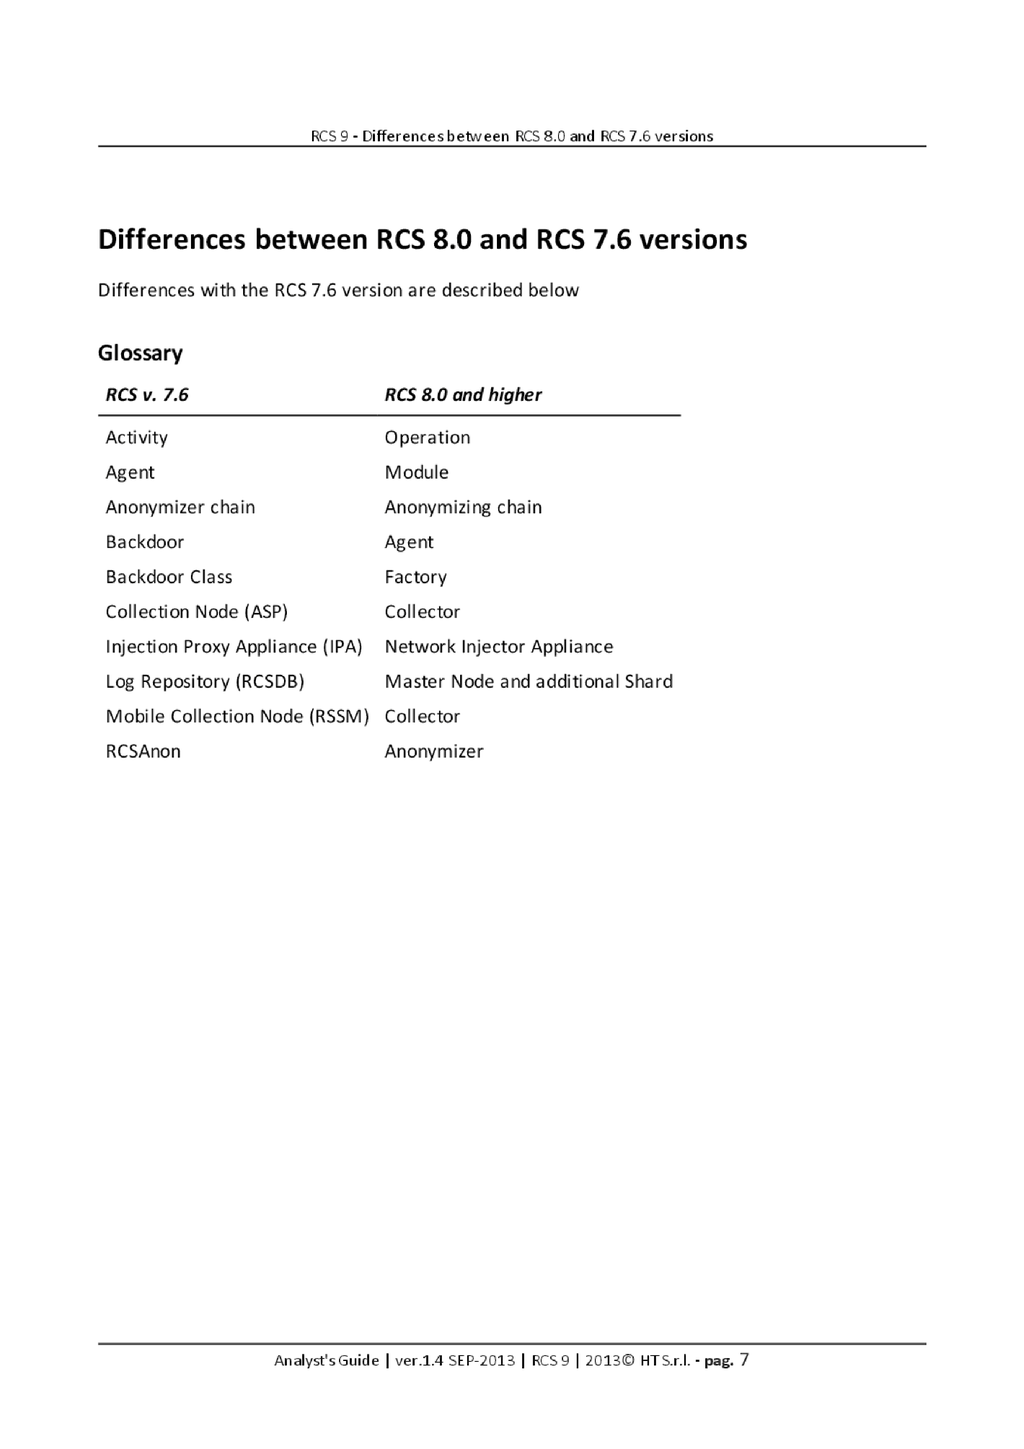 RCS 9 - Differences between RCS 8.0 and RCS 7.6 versions
Differences between RCS 8.0 and RCS 7.6 versions
Differences with the RCS 7.6 version are described below
Glossary
RCS v. 7.6 RCS 8.0 and higher
Activity Operation
Agent Module
Anonymizer chain Anonymizing chain
Backdoor Agent
Backdoor Class Factory
Collection Node (ASP) Collector
Injection Proxy Appliance (IPA) Network Injector Appliance
Log Repository (RCSDB) Master Node and additional Shard
Mobile Collection Node (RSSM) Collector
RCSAnon Anonymizer
Analyst's Guide | ver.1.4 SEP-2013 | RCS 9 | 2013© HT S.r.l. - pag. 7